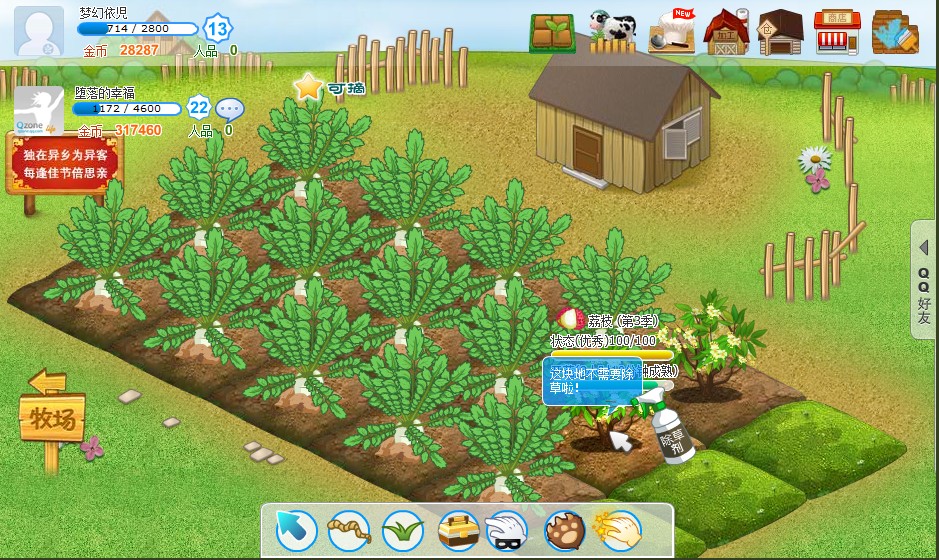 梦幻依児
714 / 2800
13
金币 28287 人品 0
NEW
加工
仓
商店
堕落的幸福
1172 / 4600
22
Qzone
金币 317460 人品 0
可摘
独在异乡为异客
每逢佳节倍思亲
QQ好友
荔枝 (第3季)
状态(优秀)100/100
成熟)
这块地不需要除
草啦!
除草剂
牧场